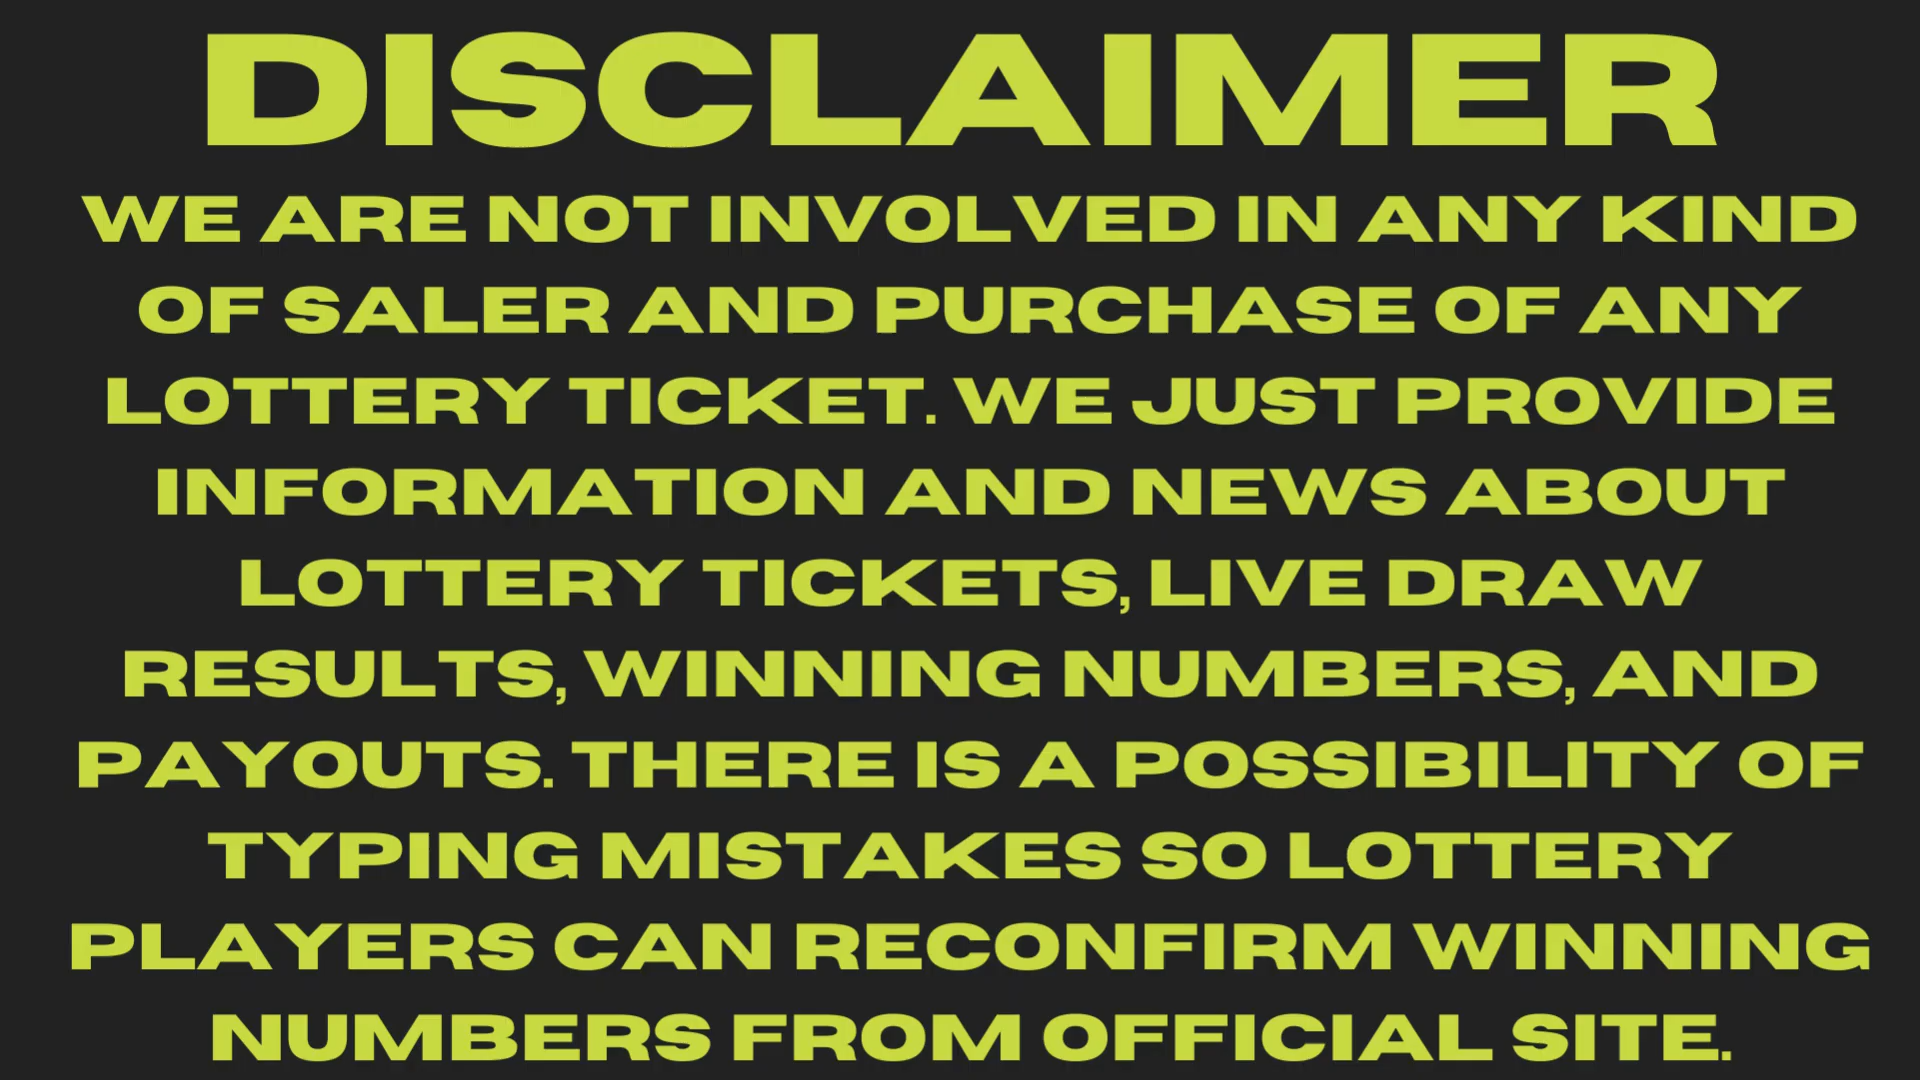 DISCLAIMER
WE ARE NOT INVOLVED IN ANY KIND
OF SALER AND PURCHASE OF ANY
LOTTERY TICKET. WE JUST PROVIDE
INFORMATION AND NEWS ABOUT
LOTTERY TICKETS, LIVE DRAW
RESULTS, WINNING NUMBERS, AND
PAYOUTS. THERE IS A POSSIBILITY OF
TYPING MISTAKES SO LOTTERY
PLAYERS CAN RECONFIRM WINNING
NUMBERS FROM OFFICIAL SITE.